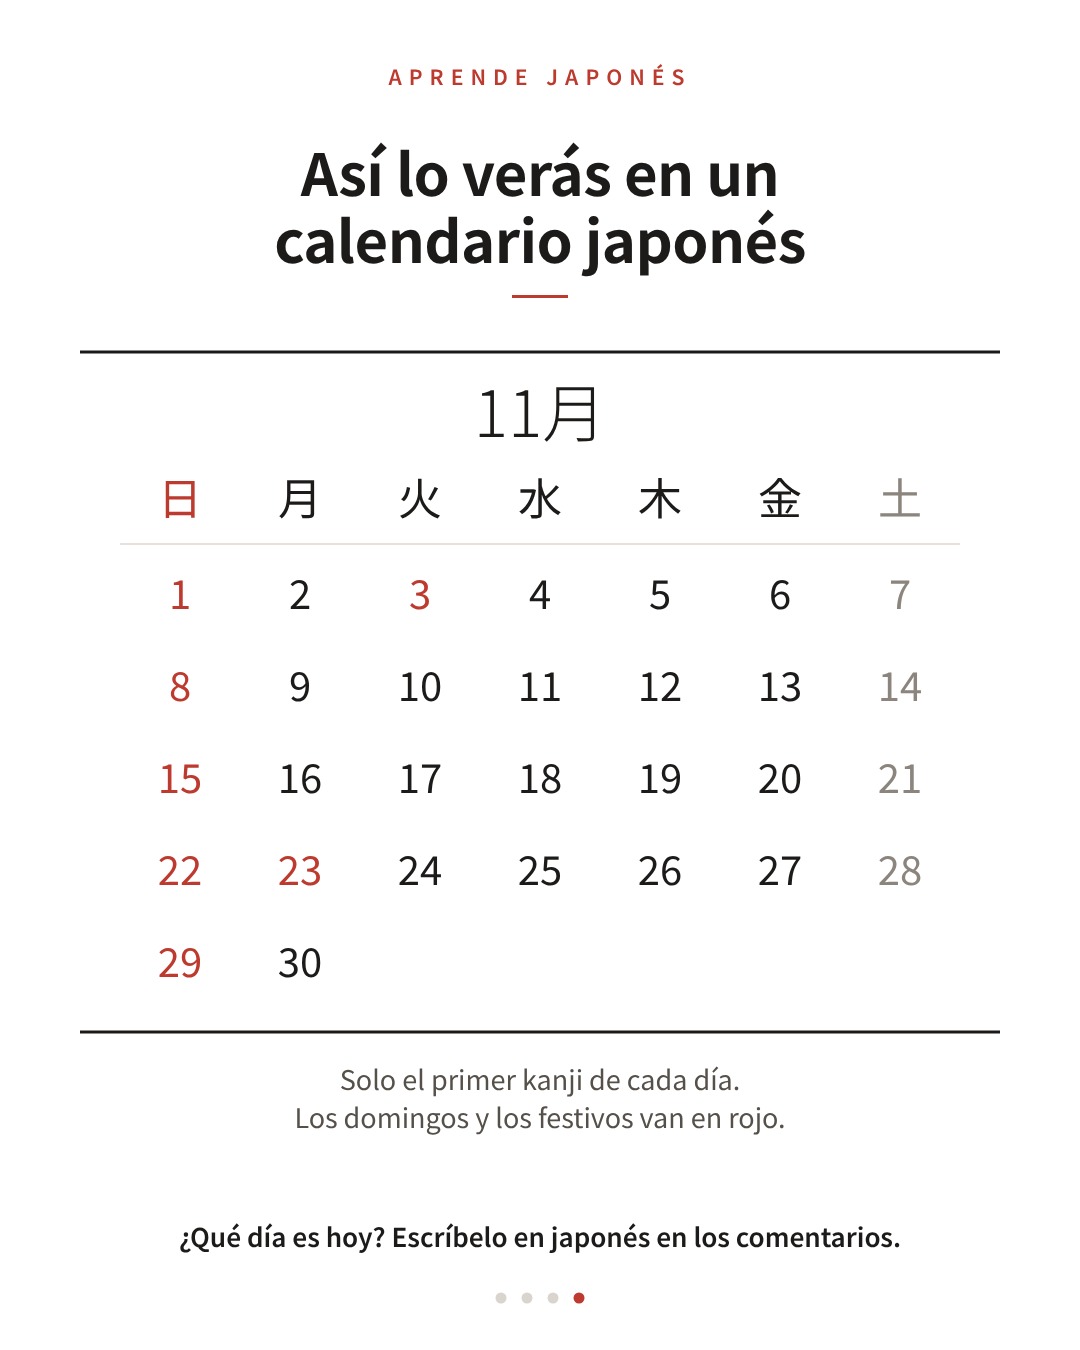 APRENDE JAPONÉS
Así lo verás en un
calendario japonés
11月
日 月 火 水 木 金 土
1 2 3 4 5 6 7
8 9 10 11 12 13 14
15 16 17 18 19 20 21
22 23 24 25 26 27 28
29 30
Solo el primer kanji de cada día.
Los domingos y los festivos van en rojo.
¿Qué día es hoy? Escríbelo en japonés en los comentarios.